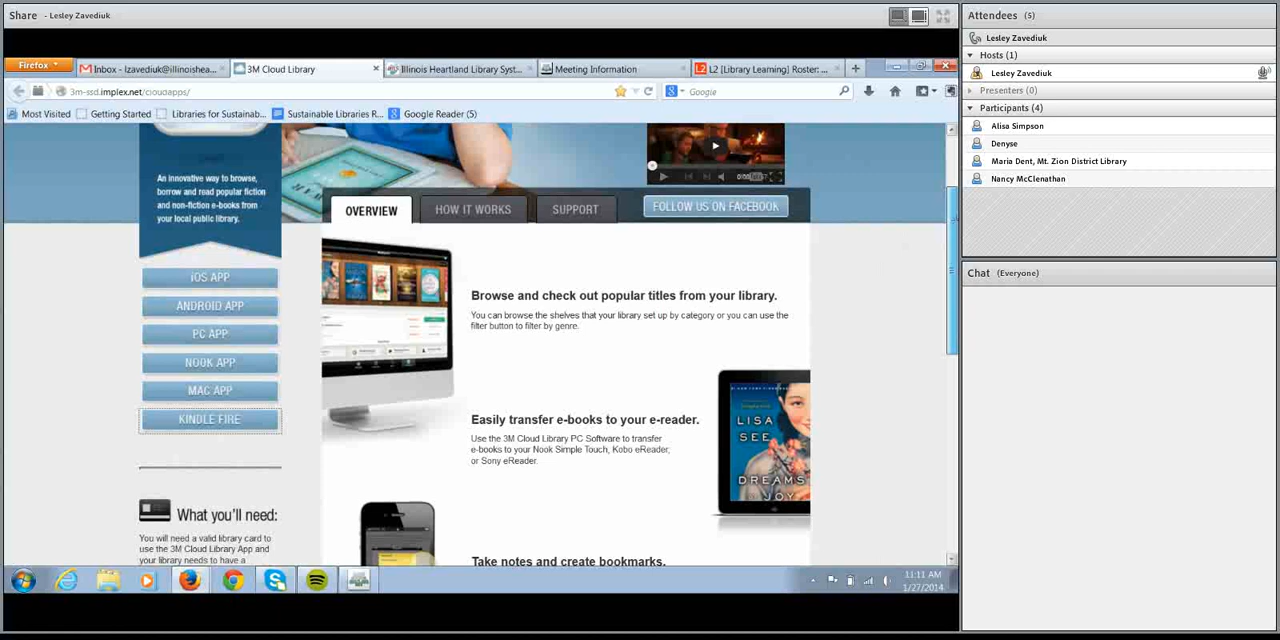 Share - Lesley Zavediuk
Firefox
Inbox - lzavediuk@illinoishea...
3M Cloud Library
Illinois Heartland Library Syst...
Meeting Information
L2 [Library Learning] Roster: ...
3m-ssd.implex.net/cloudapps/
Google
Most Visited
Getting Started
Libraries for Sustainab...
Sustainable Libraries R...
Google Reader (5)
An innovative way to browse,
borrow and read popular fiction
and non-fiction e-books from
your local public library.
iOS APP
ANDROID APP
PC APP
NOOK APP
MAC APP
KINDLE FIRE
What you'll need:
You will need a valid library card to
use the 3M Cloud Library App and
your library needs to have a
OVERVIEW
HOW IT WORKS
SUPPORT
FOLLOW US ON FACEBOOK
Browse and check out popular titles from your library.
You can browse the shelves that your library set up by category or you can use the
filter button to filter by genre.
Easily transfer e-books to your e-reader.
Use the 3M Cloud Library PC Software to transfer
e-books to your Nook Simple Touch, Kobo eReader,
or Sony eReader.
LISA
SEE
DREAMS
JOY
Take notes and create bookmarks.
11:11 AM
1/27/2014
Attendees (5)
Lesley Zavediuk
Hosts (1)
Lesley Zavediuk
Presenters (0)
Participants (4)
Alisa Simpson
Denyse
Maria Dent, Mt. Zion District Library
Nancy McClenathan
Chat (Everyone)